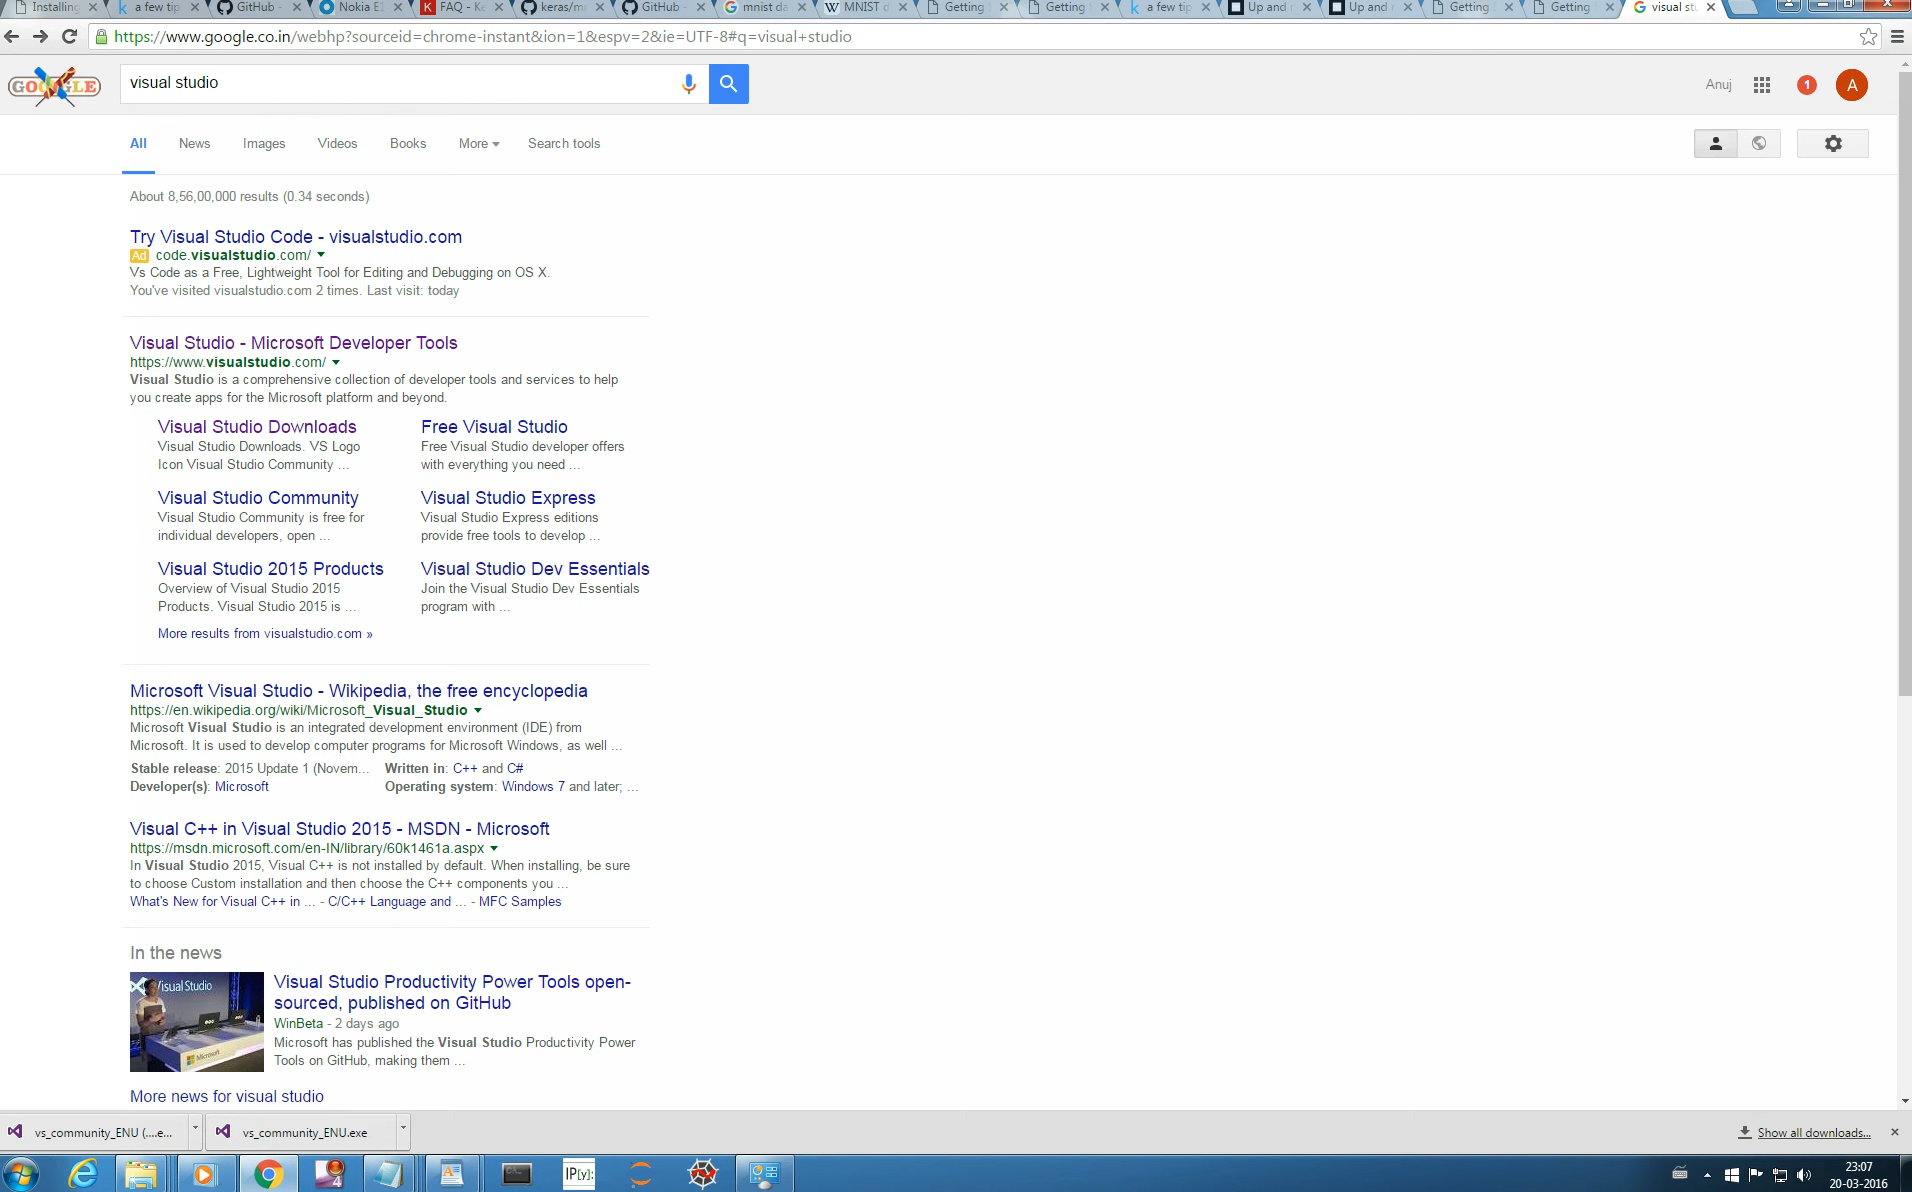 Installing
a few tip
GitHub -
Nokia E
FAQ - Ke
keras/mn
GitHub -
mnist da
MNIST d
Getting
Getting
a few tip
Up and
Up and
Getting
Getting
visual stu
https://www.google.co.in/webhp?sourceid=chrome-instant&ion=1&espv=2&ie=UTF-8#q=visual+studio
GOOGLE
visual studio
Anuj
1
A
All
News
Images
Videos
Books
More
Search tools
About 8,56,00,000 results (0.34 seconds)
Try Visual Studio Code - visualstudio.com
Ad code.visualstudio.com/
Vs Code as a Free, Lightweight Tool for Editing and Debugging on OS X.
You've visited visualstudio.com 2 times. Last visit: today
Visual Studio - Microsoft Developer Tools
https://www.visualstudio.com/
Visual Studio is a comprehensive collection of developer tools and services to help
you create apps for the Microsoft platform and beyond.
Visual Studio Downloads
Visual Studio Downloads. VS Logo
Icon Visual Studio Community ...
Free Visual Studio
Free Visual Studio developer offers
with everything you need ...
Visual Studio Community
Visual Studio Community is free for
individual developers, open ...
Visual Studio Express
Visual Studio Express editions
provide free tools to develop ...
Visual Studio 2015 Products
Overview of Visual Studio 2015
Products. Visual Studio 2015 is ...
Visual Studio Dev Essentials
Join the Visual Studio Dev Essentials
program with ...
More results from visualstudio.com »
Microsoft Visual Studio - Wikipedia, the free encyclopedia
https://en.wikipedia.org/wiki/Microsoft_Visual_Studio
Microsoft Visual Studio is an integrated development environment (IDE) from
Microsoft. It is used to develop computer programs for Microsoft Windows, as well ...
Stable release: 2015 Update 1 (Novem... Written in: C++ and C#
Developer(s): Microsoft Operating system: Windows 7 and later; ...
Visual C++ in Visual Studio 2015 - MSDN - Microsoft
https://msdn.microsoft.com/en-IN/library/60k1461a.aspx
In Visual Studio 2015, Visual C++ is not installed by default. When installing, be sure
to choose Custom installation and then choose the C++ components you ...
What's New for Visual C++ in ... - C/C++ Language and ... - MFC Samples
In the news
Visual Studio
Microsoft
Visual Studio Productivity Power Tools open-
sourced, published on GitHub
WinBeta - 2 days ago
Microsoft has published the Visual Studio Productivity Power
Tools on GitHub, making them ...
More news for visual studio
vs_community_ENU (....e...
vs_community_ENU.exe
Show all downloads...
4
IP[y]:
23:07
20-03-2016